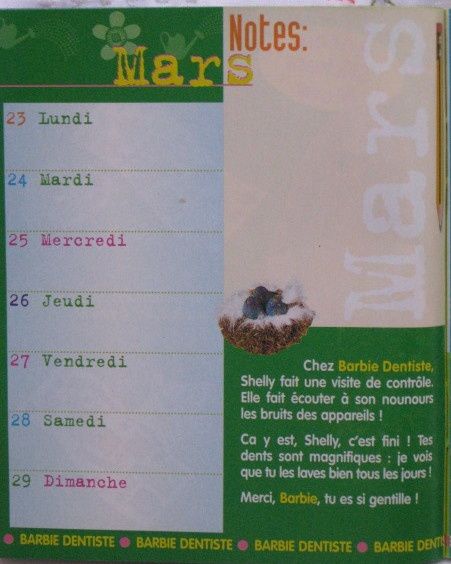 Mars
23 Lundi
24 Mardi
25 Mercredi
26 Jeudi
27 Vendredi
28 Samedi
29 Dimanche
Notes:
Mars
Chez Barbie Dentiste,
Shelly fait une visite de contrôle.
Elle fait écouter à son nounours
les bruits des appareils !
Ca y est, Shelly, c'est fini ! Tes
dents sont magnifiques : je vois
que tu les laves bien tous les jours !
Merci, Barbie, tu es si gentille !
BARBIE DENTISTE BARBIE DENTISTE BARBIE DENTISTE BARBIE DENTIS